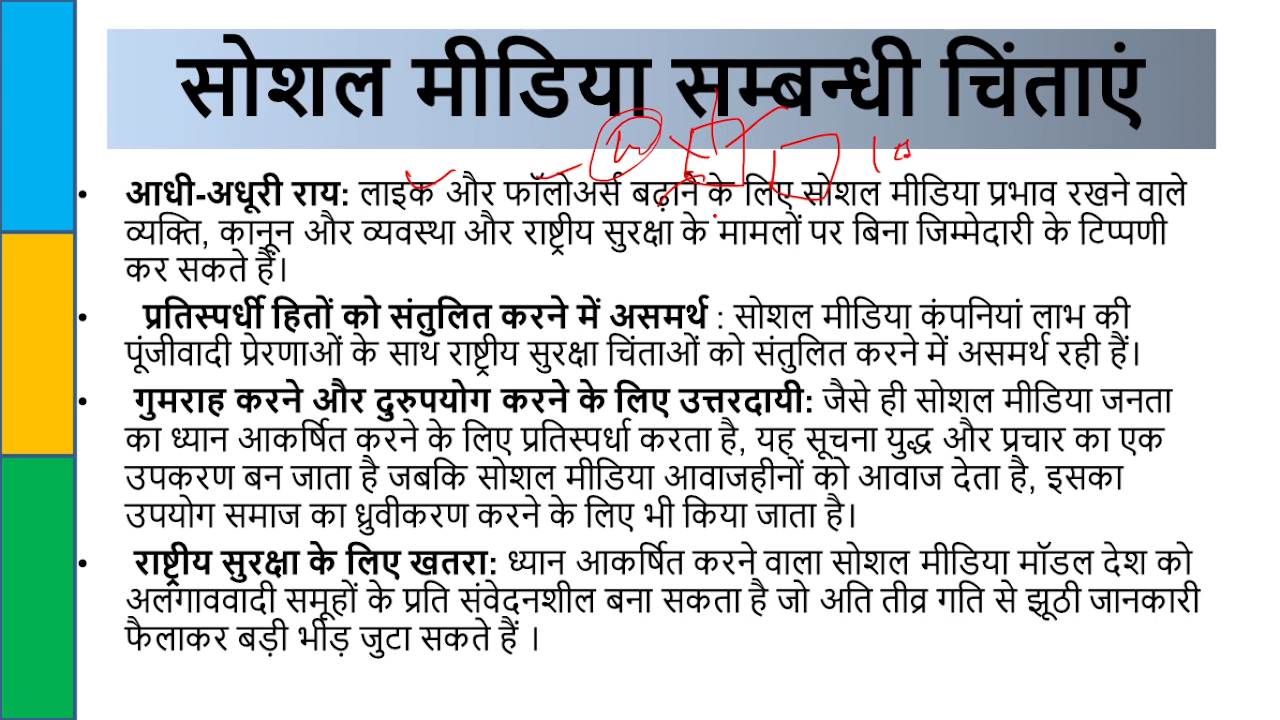 सोशल मीडिया सम्बन्धी चिंताएं
• आधी-अधूरी राय: लाइक और फॉलोअर्स बढ़ाने के लिए सोशल मीडिया प्रभाव रखने वाले
व्यक्ति, कानून और व्यवस्था और राष्ट्रीय सुरक्षा के मामलों पर बिना जिम्मेदारी के टिप्पणी
कर सकते हैं।
• प्रतिस्पर्धी हितों को संतुलित करने में असमर्थ : सोशल मीडिया कंपनियां लाभ की
पूंजीवादी प्रेरणाओं के साथ राष्ट्रीय सुरक्षा चिंताओं को संतुलित करने में असमर्थ रही हैं।
• गुमराह करने और दुरुपयोग करने के लिए उत्तरदायी: जैसे ही सोशल मीडिया जनता
का ध्यान आकर्षित करने के लिए प्रतिस्पर्धा करता है, यह सूचना युद्ध और प्रचार का एक
उपकरण बन जाता है जबकि सोशल मीडिया आवाजहीनों को आवाज देता है, इसका
उपयोग समाज का ध्रुवीकरण करने के लिए भी किया जाता है।
• राष्ट्रीय सुरक्षा के लिए खतरा: ध्यान आकर्षित करने वाला सोशल मीडिया मॉडल देश को
अलगाववादी समूहों के प्रति संवेदनशील बना सकता है जो अति तीव्र गति से झूठी जानकारी
फैलाकर बड़ी भीड़ जुटा सकते हैं ।